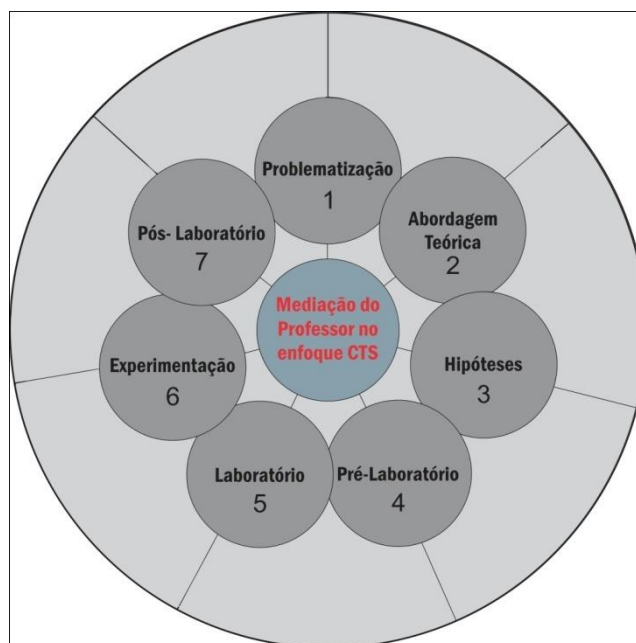 Problematização
1
Abordagem
Teórica
2
Hipóteses
3
Pré-Laboratório
4
Laboratório
5
Experimentação
6
Pós- Laboratório
7
Mediação do
Professor no
enfoque CTS